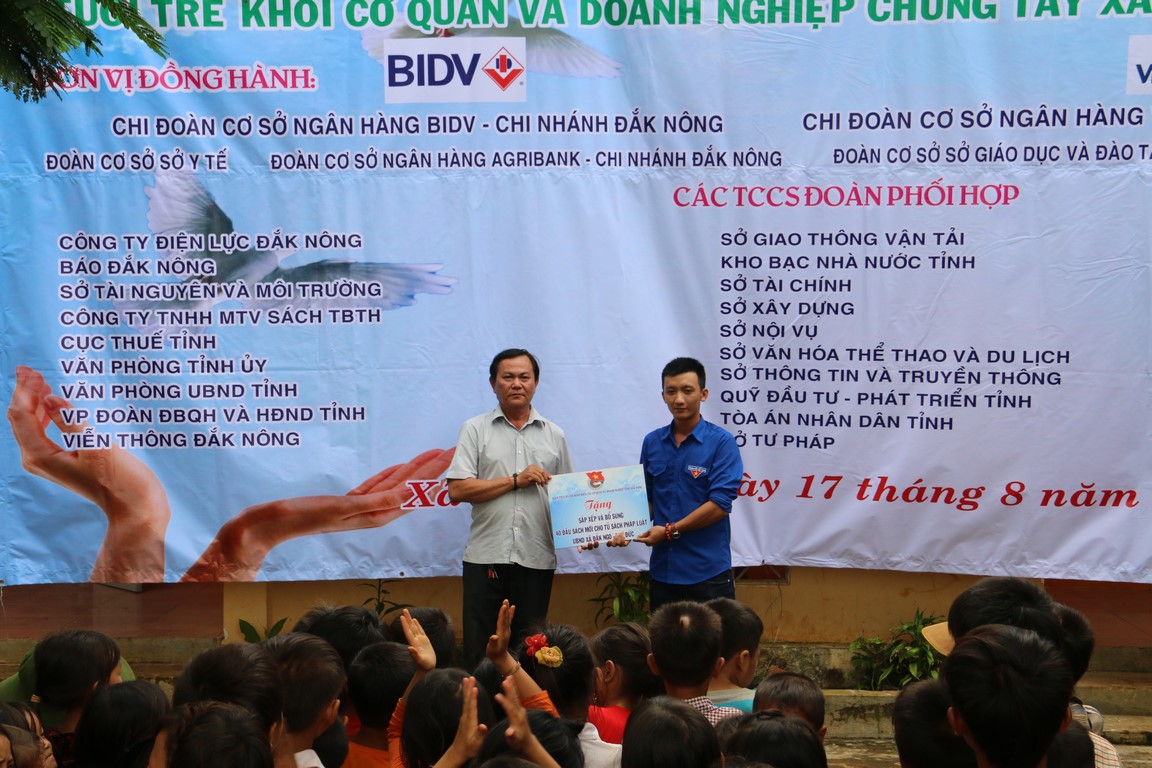 TUỔI TRẺ KHỐI CƠ QUAN VÀ DOANH NGHIỆP CHUNG TAY
ĐƠN VỊ ĐỒNG HÀNH:
BIDV
CHI ĐOÀN CƠ SỞ NGÂN HÀNG BIDV - CHI NHÁNH ĐẮK NÔNG
CHI ĐOÀN CƠ SỞ NGÂN HÀNG
ĐOÀN CƠ SỞ SỞ Y TẾ
ĐOÀN CƠ SỞ NGÂN HÀNG AGRIBANK - CHI NHÁNH ĐẮK NÔNG
ĐOÀN CƠ SỞ SỞ GIÁO DỤC VÀ ĐÀO
CÁC TCCS ĐOÀN PHỐI HỢP
CÔNG TY ĐIỆN LỰC ĐẮK NÔNG
BÁO ĐẮK NÔNG
SỞ TÀI NGUYÊN VÀ MÔI TRƯỜNG
CÔNG TY TNHH MTV SÁCH TBTH
CỤC THUẾ TỈNH
VĂN PHÒNG TỈNH ỦY
VĂN PHÒNG UBND TỈNH
VP ĐOÀN ĐBQH VÀ HĐND TỈNH
VIỄN THÔNG ĐẮK NÔNG
SỞ GIAO THÔNG VẬN TẢI
KHO BẠC NHÀ NƯỚC TỈNH
SỞ TÀI CHÍNH
SỞ XÂY DỰNG
SỞ NỘI VỤ
SỞ VĂN HÓA THỂ THAO VÀ DU LỊCH
SỞ THÔNG TIN VÀ TRUYỀN THÔNG
QUỸ ĐẦU TƯ - PHÁT TRIỂN TỈNH
TÒA ÁN NHÂN DÂN TỈNH
SỞ TƯ PHÁP
17 tháng 8 năm
Tặng
SẮP XẾP VÀ BỔ SUNG
40 ĐẦU SÁCH MỚI CHO TỦ SÁCH PHÁP LUẬT
UBND XÃ ĐẮK